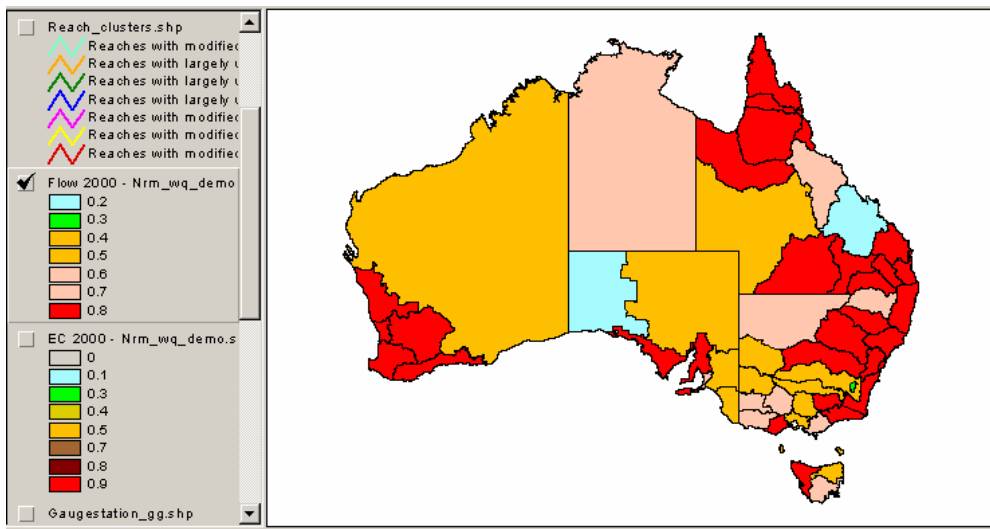 Reach_clusters.shp
Reaches with modified
Reaches with largely u
Reaches with largely u
Reaches with largely u
Reaches with modified
Reaches with modified
Reaches with modified
Flow 2000 - Nrm_wq_demo
0.2
0.3
0.4
0.5
0.6
0.7
0.8
EC 2000 - Nrm_wq_demo.s
0
0.1
0.3
0.4
0.5
0.7
0.8
0.9
Gaugestation_gg.shp